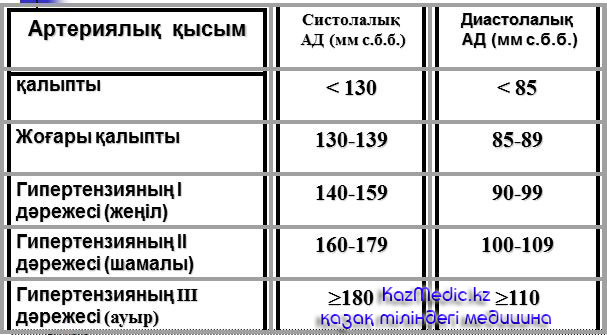 Артериялық қысым
Систолалық
АД (мм с.б.б.)
Диастолалық
АД (мм с.б.б.)
қалыпты
< 130
< 85
Жоғары қалыпты
130-139
85-89
Гипертензияның I
дәрежесі (жеңіл)
140-159
90-99
Гипертензияның II
дәрежесі (шамалы)
160-179
100-109
Гипертензияның III
дәрежесі (ауыр)
≥180
≥110
KazMedic.kz
қазақ тіліндегі медицина